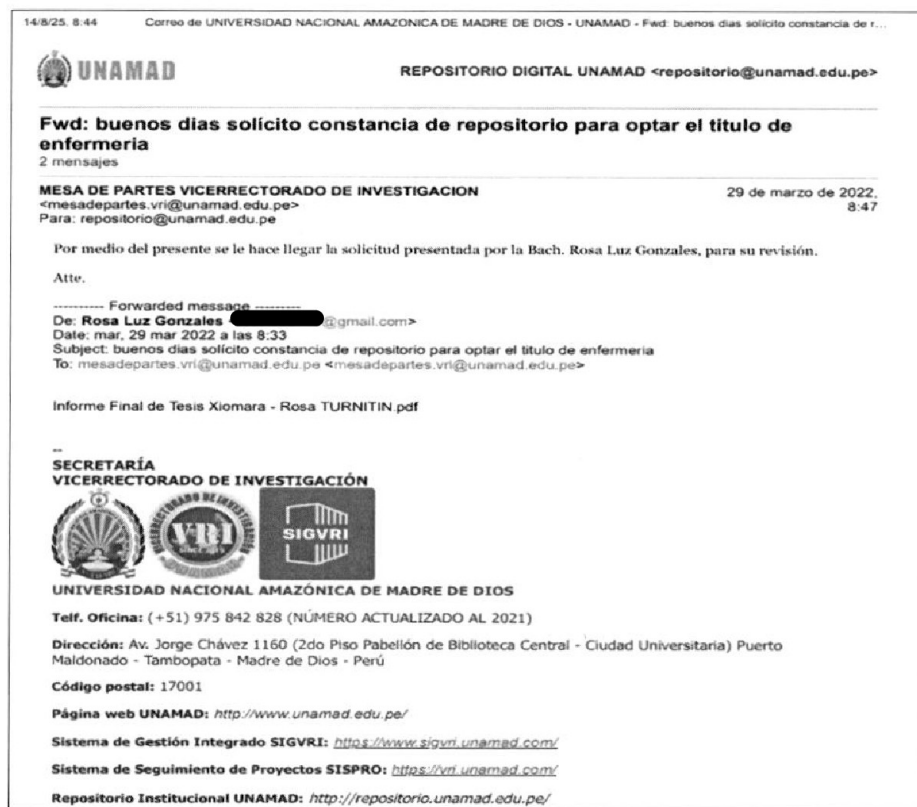 14/8/25, 8:44 Correo de UNIVERSIDAD NACIONAL AMAZONICA DE MADRE DE DIOS - UNAMAD - Fwd: buenos dias solícito constancia de r...
UNAMAD
REPOSITORIO DIGITAL UNAMAD <repositorio@unamad.edu.pe>
Fwd: buenos dias solícito constancia de repositorio para optar el titulo de
enfermeria
2 mensajes
MESA DE PARTES VICERRECTORADO DE INVESTIGACION
29 de marzo de 2022,
<mesadepartes.vri@unamad.edu.pe>
8:47
Para: repositorio@unamad.edu.pe
Por medio del presente se le hace llegar la solicitud presentada por la Bach. Rosa Luz Gonzales, para su revisión.
Atte.
---------- Forwarded message ---------
De: Rosa Luz Gonzales @gmail.com>
Date: mar, 29 mar 2022 a las 8:33
Subject: buenos dias solícito constancia de repositorio para optar el titulo de enfermeria
To: mesadepartes.vri@unamad.edu.pe <mesadepartes.vri@unamad.edu.pe>
Informe Final de Tesis Xiomara - Rosa TURNITIN.pdf
--
SECRETARÍA
VICERRECTORADO DE INVESTIGACIÓN
VICERRECTORADO DE INVESTIGACIÓN
VRI
SIGVRI
UNIVERSIDAD NACIONAL AMAZÓNICA DE MADRE DE DIOS
Telf. Oficina: (+51) 975 842 828 (NÚMERO ACTUALIZADO AL 2021)
Dirección: Av. Jorge Chávez 1160 (2do Piso Pabellón de Biblioteca Central - Ciudad Universitaria) Puerto
Maldonado - Tambopata - Madre de Dios - Perú
Código postal: 17001
Página web UNAMAD: http://www.unamad.edu.pe/
Sistema de Gestión Integrado SIGVRI: https://www.sigvri.unamad.com/
Sistema de Seguimiento de Proyectos SISPRO: https://vri.unamad.com/
Repositorio Institucional UNAMAD: http://repositorio.unamad.edu.pe/